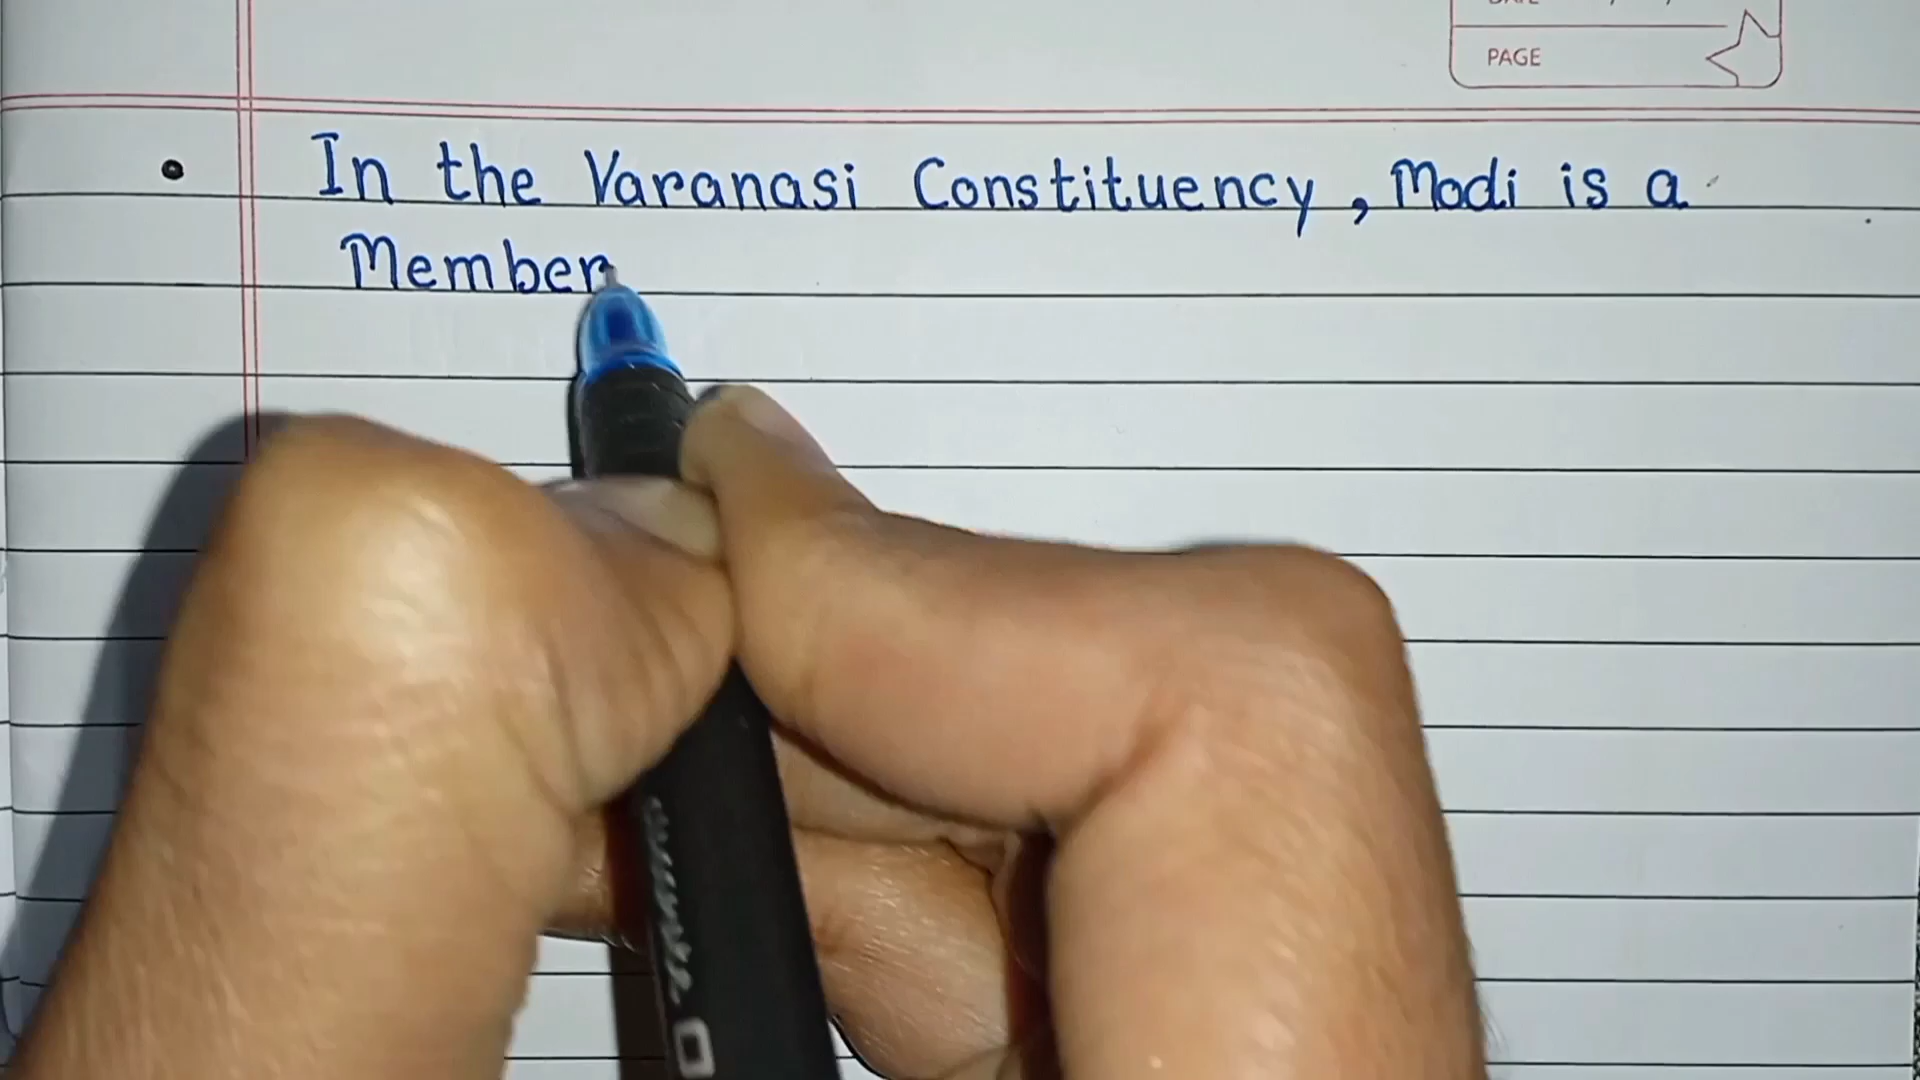 PAGE
In the Varanasi Constituency, Modi is a
Member